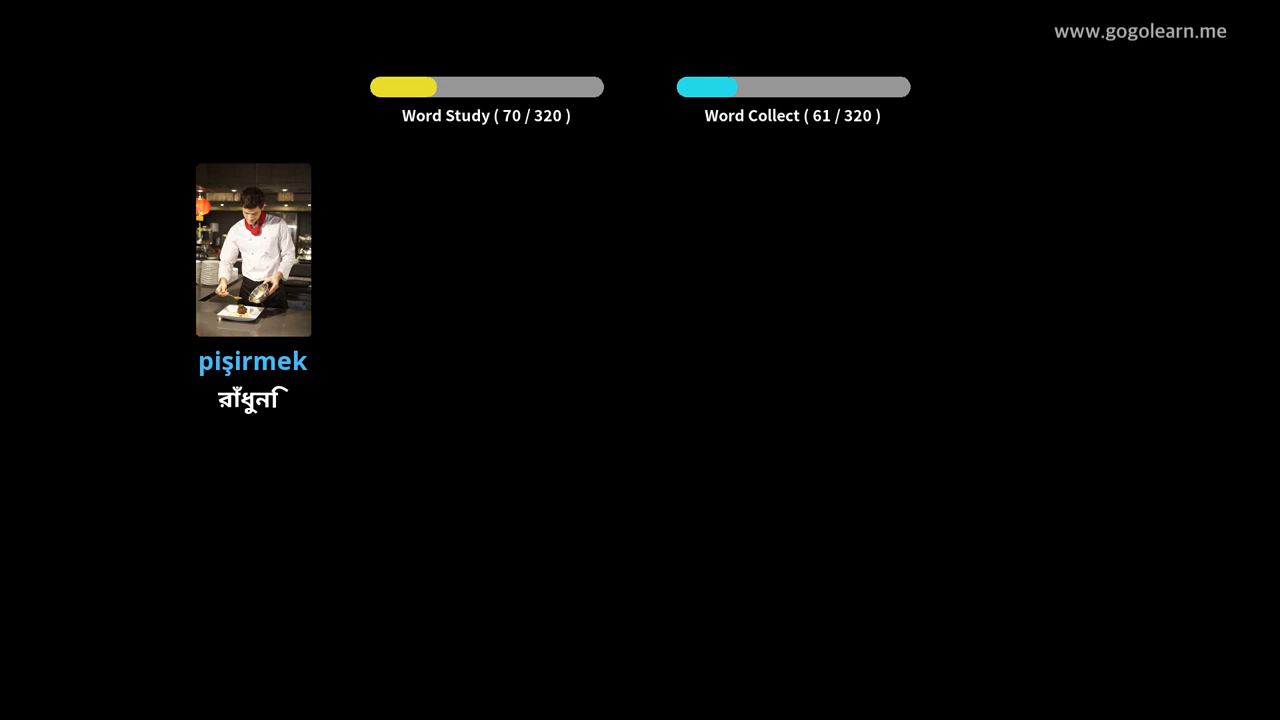 www.gogolearn.me
Word Study ( 70 / 320 )
Word Collect ( 61 / 320 )
pişirmek
রাঁধুনি